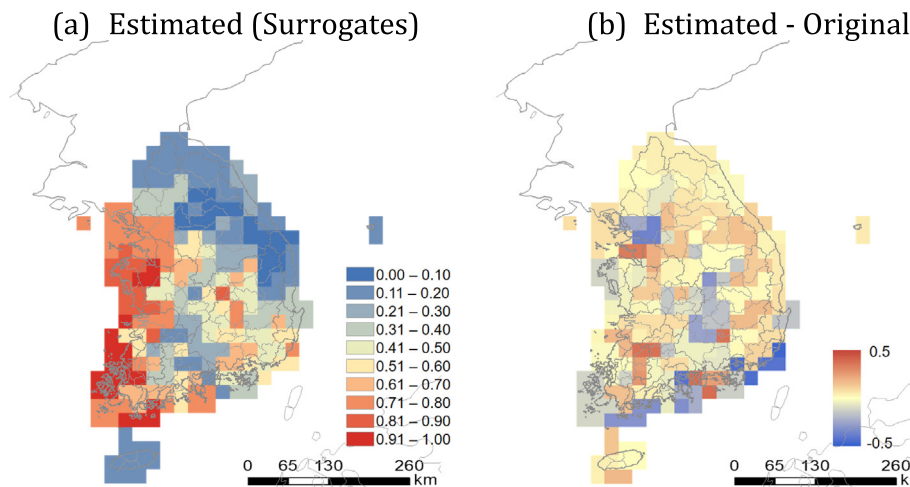 (a) Estimated (Surrogates)
(b) Estimated - Original
0.00 – 0.10
0.11 – 0.20
0.21 – 0.30
0.31 – 0.40
0.41 – 0.50
0.51 – 0.60
0.61 – 0.70
0.71 – 0.80
0.81 – 0.90
0.91 – 1.00
0 65 130 260
km
0.5
-0.5
0 65 130 260
k